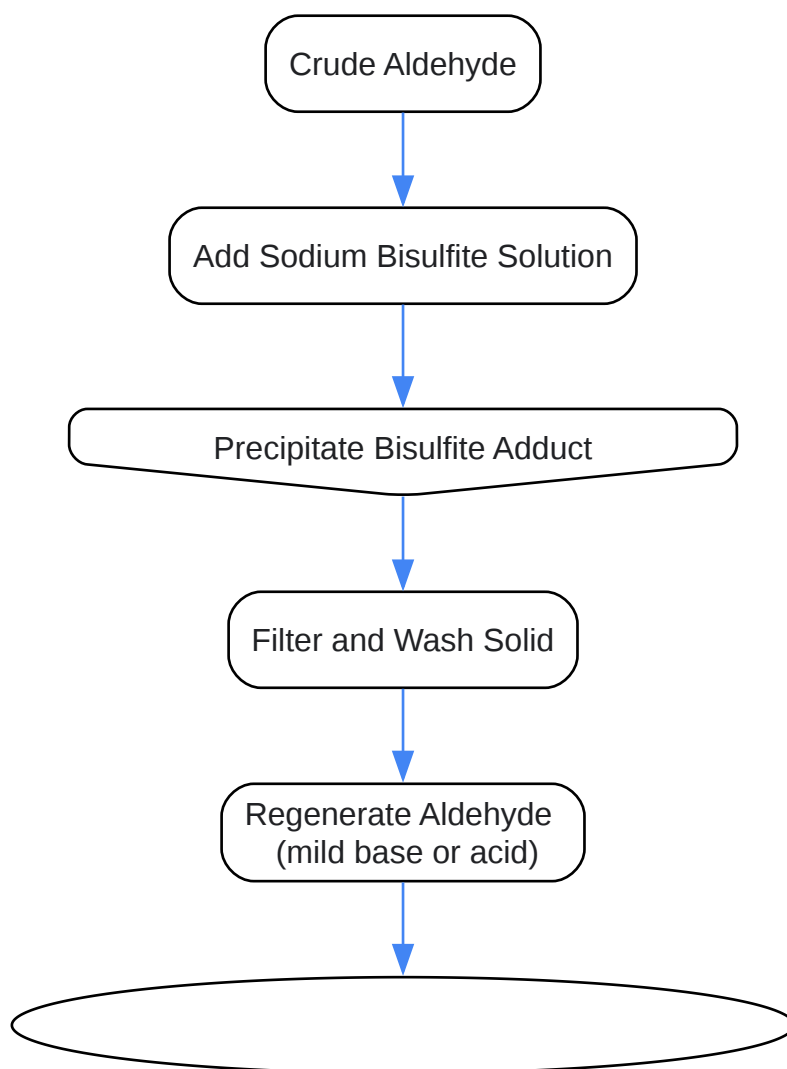 Crude Aldehyde
Add Sodium Bisulfite Solution
Precipitate Bisulfite Adduct
Filter and Wash Solid
Regenerate Aldehyde
(mild base or acid)